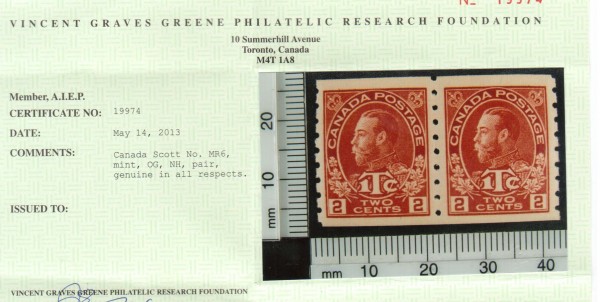 No 19974
VINCENT GRAVES GREENE PHILATELIC RESEARCH FOUNDATION
10 Summerhill Avenue
Toronto, Canada
M4T 1A8
Member, A.I.E.P.
CERTIFICATE NO: 19974
DATE: May 14, 2013
COMMENTS: Canada Scott No. MR6,
mint, OG, NH, pair,
genuine in all respects.
ISSUED TO:
CANADA POSTAGE CANADA POSTAGE
1Tc 1Tc
2 TWO CENTS 2 2 TWO CENTS 2
20
10
mm
mm 10 20 30 40
VINCENT GRAVES GREENE PHILATELIC RESEARCH FOUNDATION